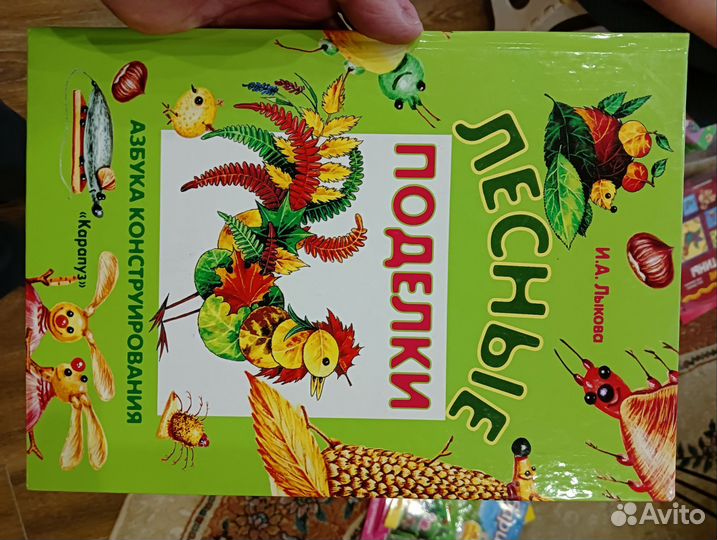 И.А. Лыкова
ЛЕСНЫЕ
ПОДЕЛКИ
АЗБУКА КОНСТРУИРОВАНИЯ
«Карапуз»
Avito